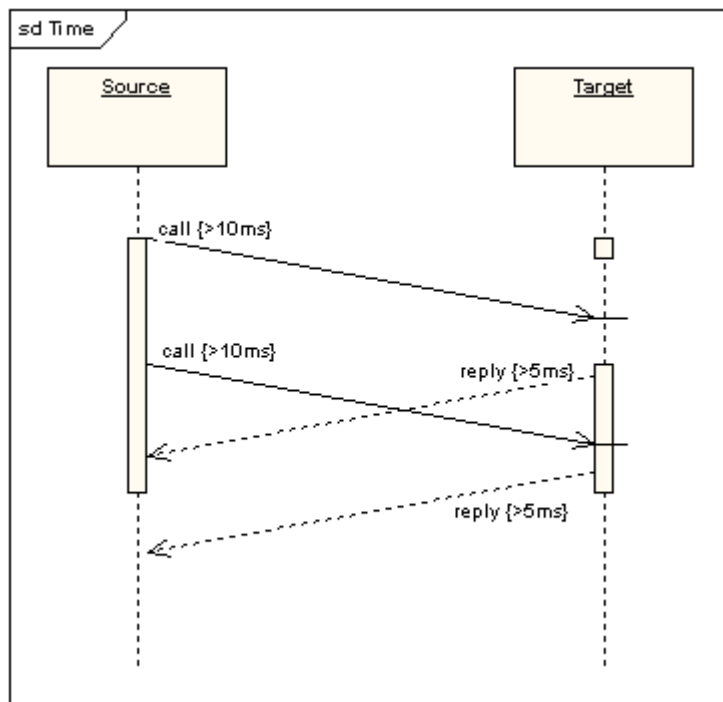 sd Time
Source
Target
call {>10ms}
call {>10ms}
reply {>5ms}
reply {>5ms}